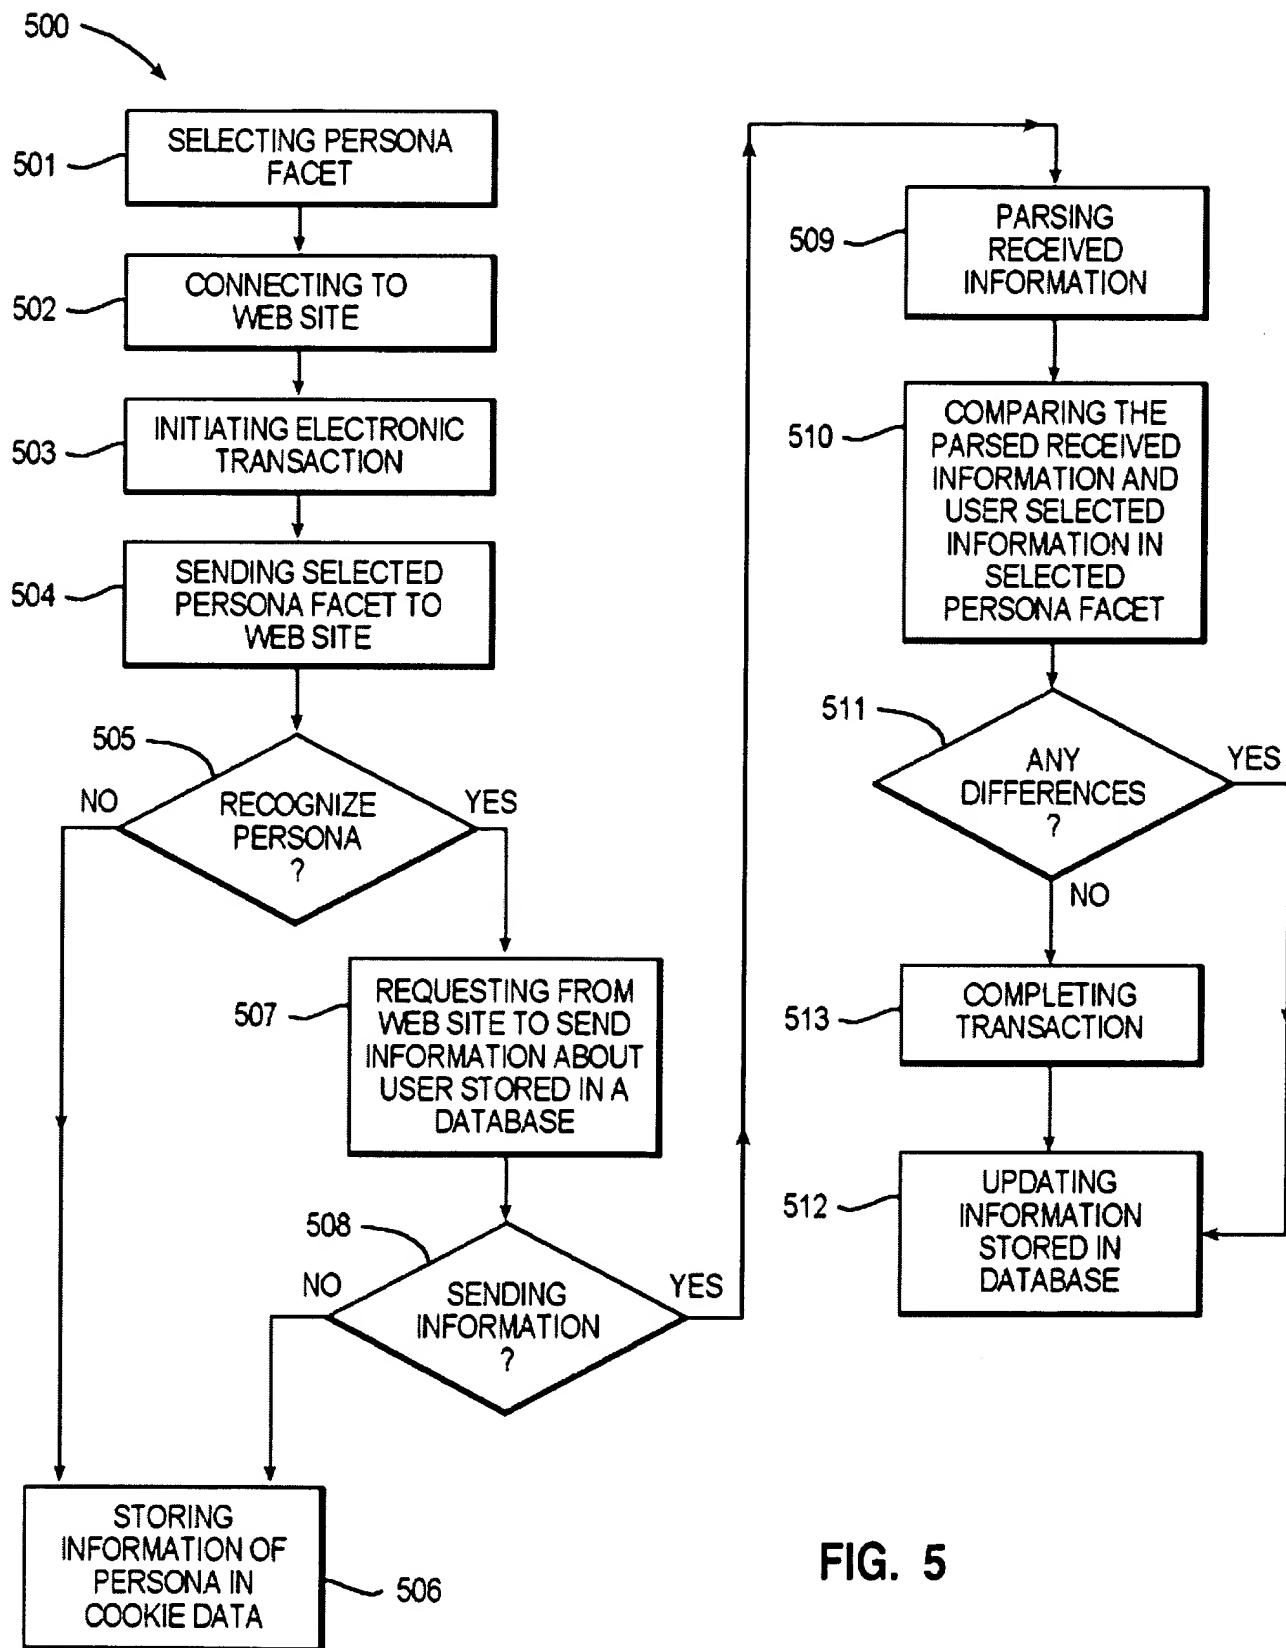 500
501
SELECTING PERSONA
FACET
502
CONNECTING TO
WEB SITE
503
INITIATING ELECTRONIC
TRANSACTION
504
SENDING SELECTED
PERSONA FACET TO
WEB SITE
505
NO
RECOGNIZE
PERSONA
?
YES
507
REQUESTING FROM
WEB SITE TO SEND
INFORMATION ABOUT
USER STORED IN A
DATABASE
508
NO
SENDING
INFORMATION
?
YES
STORING
INFORMATION OF
PERSONA IN
COOKIE DATA
506
509
PARSING
RECEIVED
INFORMATION
510
COMPARING THE
PARSED RECEIVED
INFORMATION AND
USER SELECTED
INFORMATION IN
SELECTED
PERSONA FACET
511
ANY
DIFFERENCES
?
YES
NO
513
COMPLETING
TRANSACTION
512
UPDATING
INFORMATION
STORED IN
DATABASE
FIG. 5